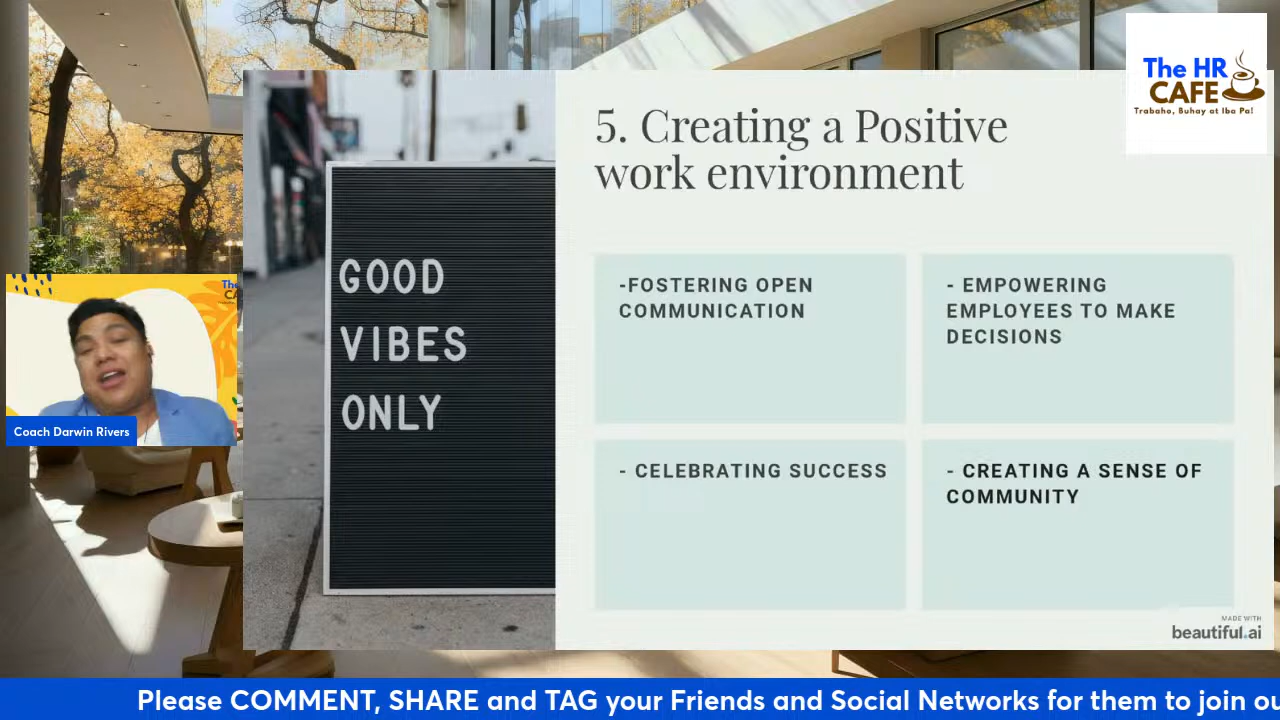 The HR
CAFE
Trabaho, Buhay at Iba Pa!
5. Creating a Positive
work environment
GOOD
VIBES
ONLY
-FOSTERING OPEN
COMMUNICATION
- EMPOWERING
EMPLOYEES TO MAKE
DECISIONS
- CELEBRATING SUCCESS
- CREATING A SENSE OF
COMMUNITY
Coach Darwin Rivers
MADE WITH
beautiful.ai
Please COMMENT, SHARE and TAG your Friends and Social Networks for them to join ou